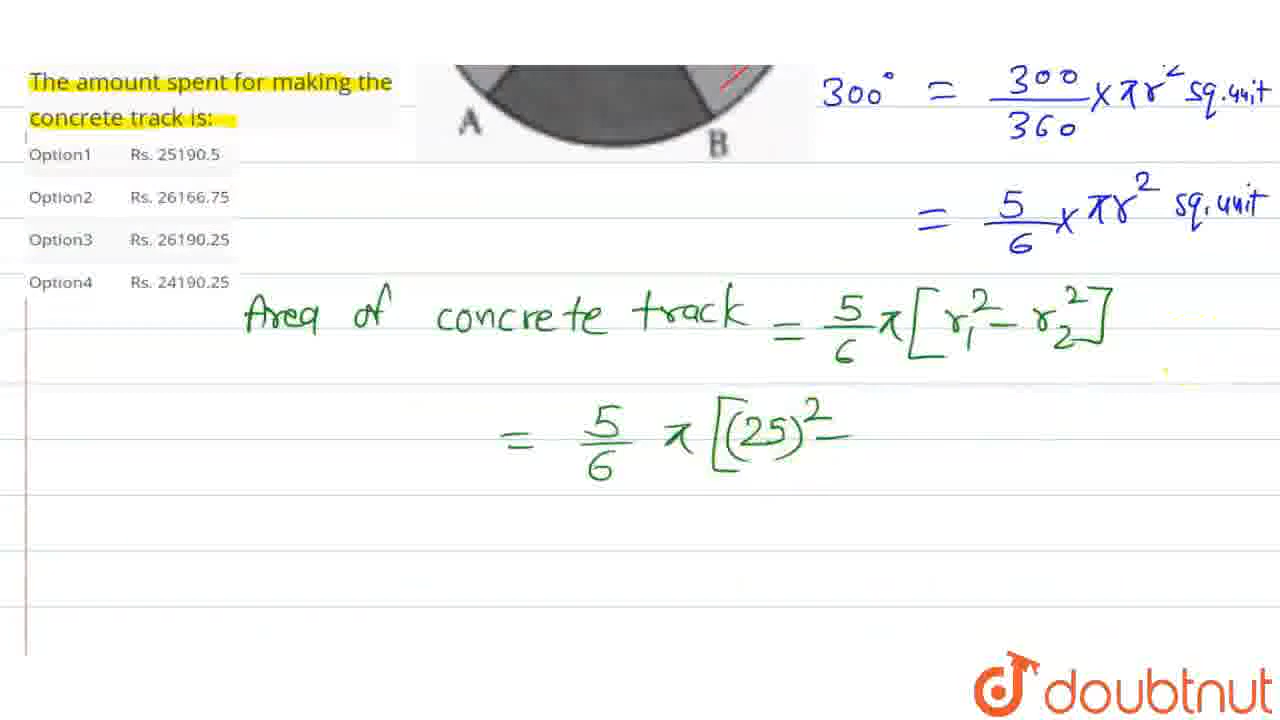 The amount spent for making the
concrete track is:
Option1 Rs. 25190.5
Option2 Rs. 26166.75
Option3 Rs. 26190.25
Option4 Rs. 24190.25
A
B
300° = 300/360 × πr² sq.unit
= 5/6 × πr² sq.unit
Area of concrete track = 5/6 π[r₁² − r₂²]
= 5/6 π[(25)² −
doubtnut